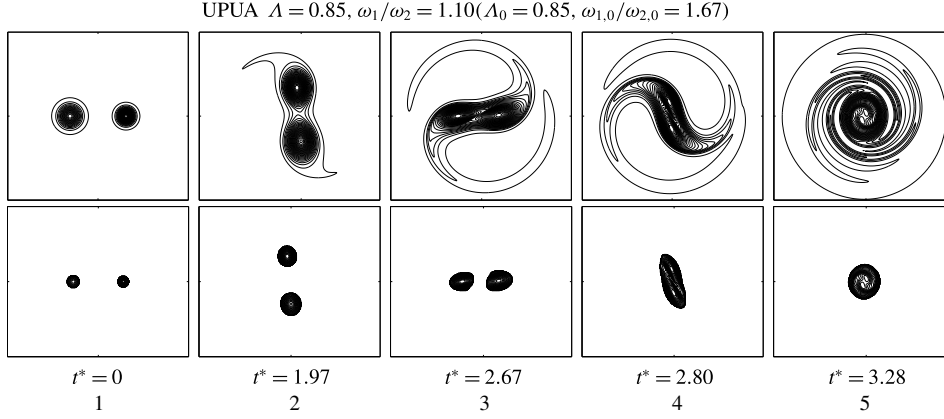 UPUA Λ = 0.85, ω1/ω2 = 1.10(Λ0 = 0.85, ω1,0/ω2,0 = 1.67)
t* = 0 t* = 1.97 t* = 2.67 t* = 2.80 t* = 3.28
1 2 3 4 5